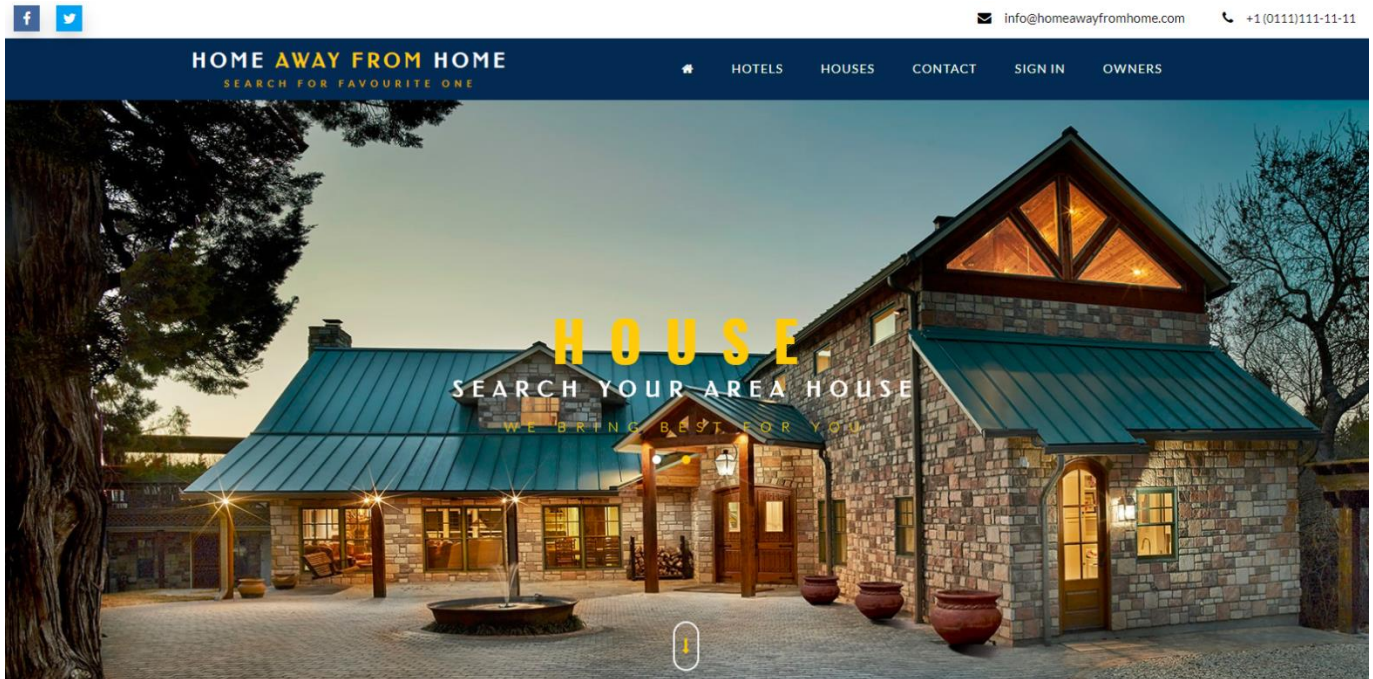 info@homeawayfromhome.com +1 (0111)111-11-11
HOME AWAY FROM HOME
SEARCH FOR FAVOURITE ONE
HOTELS HOUSES CONTACT SIGN IN OWNERS
HOUSE
SEARCH YOUR AREA HOUSE
WE BRING BEST FOR YOU